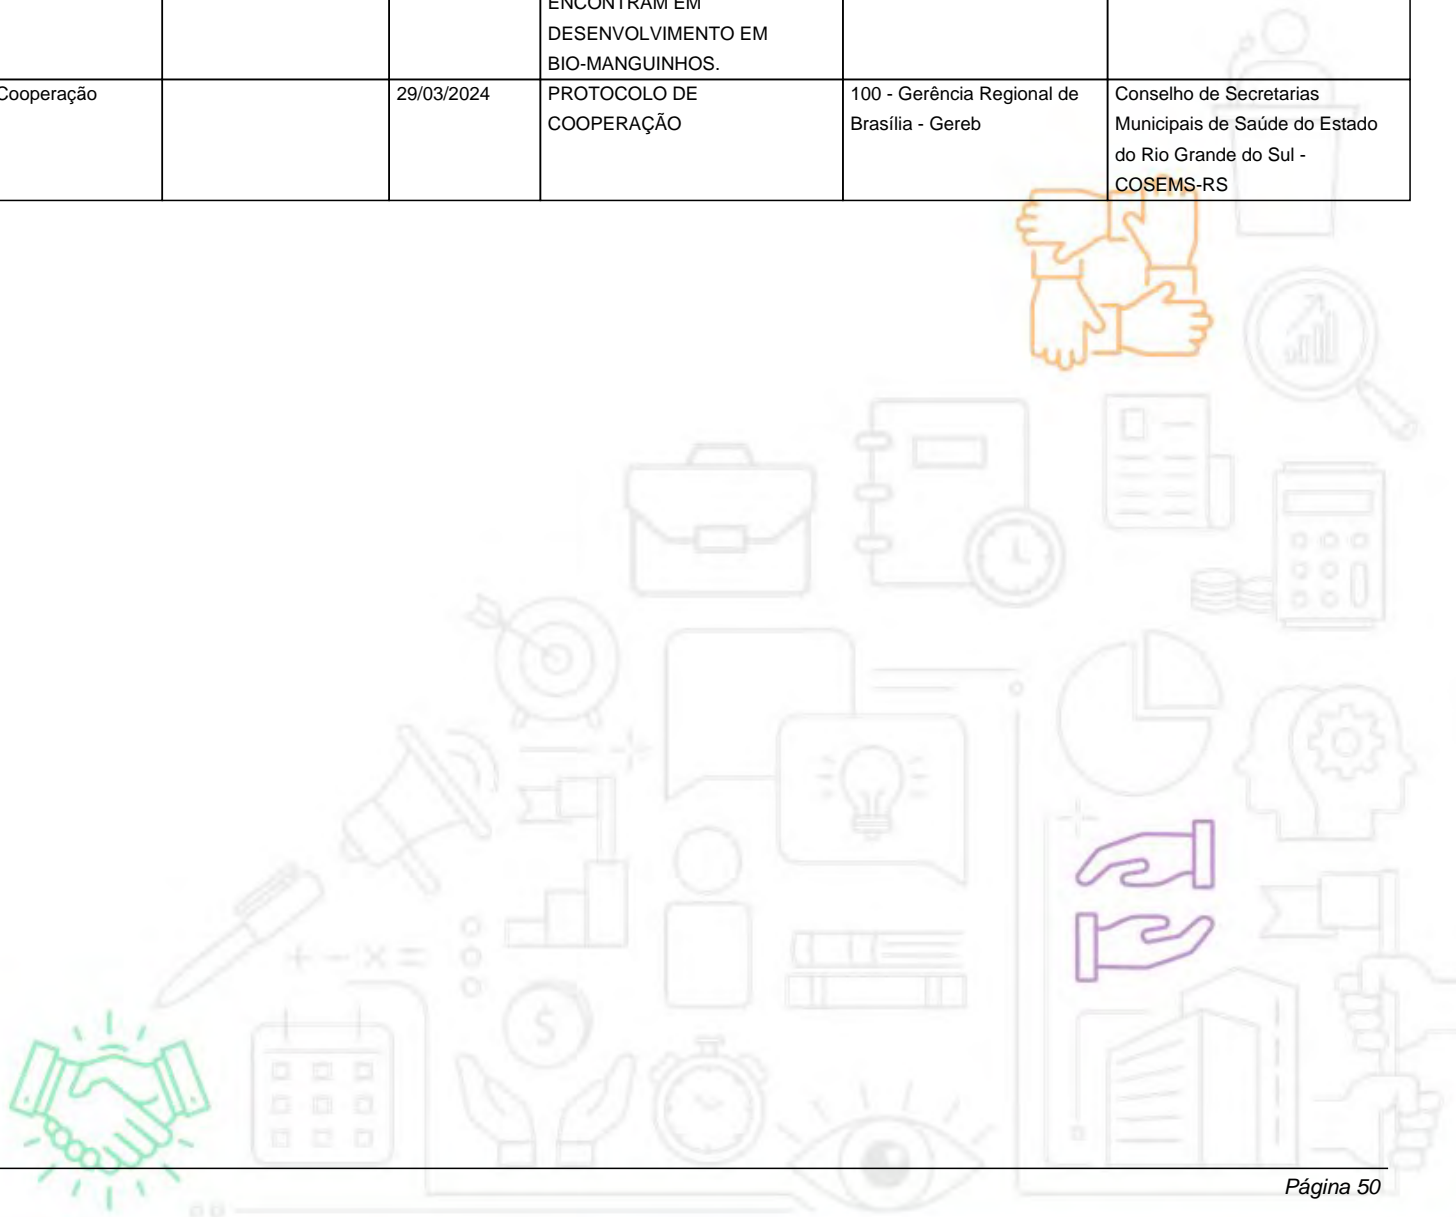 ENCONTRAM EM
DESENVOLVIMENTO EM
BIO-MANGUINHOS.
Cooperação
29/03/2024
PROTOCOLO DE
COOPERAÇÃO
100 - Gerência Regional de
Brasília - Gereb
Conselho de Secretarias
Municipais de Saúde do Estado
do Rio Grande do Sul -
COSEMS-RS
Página 50